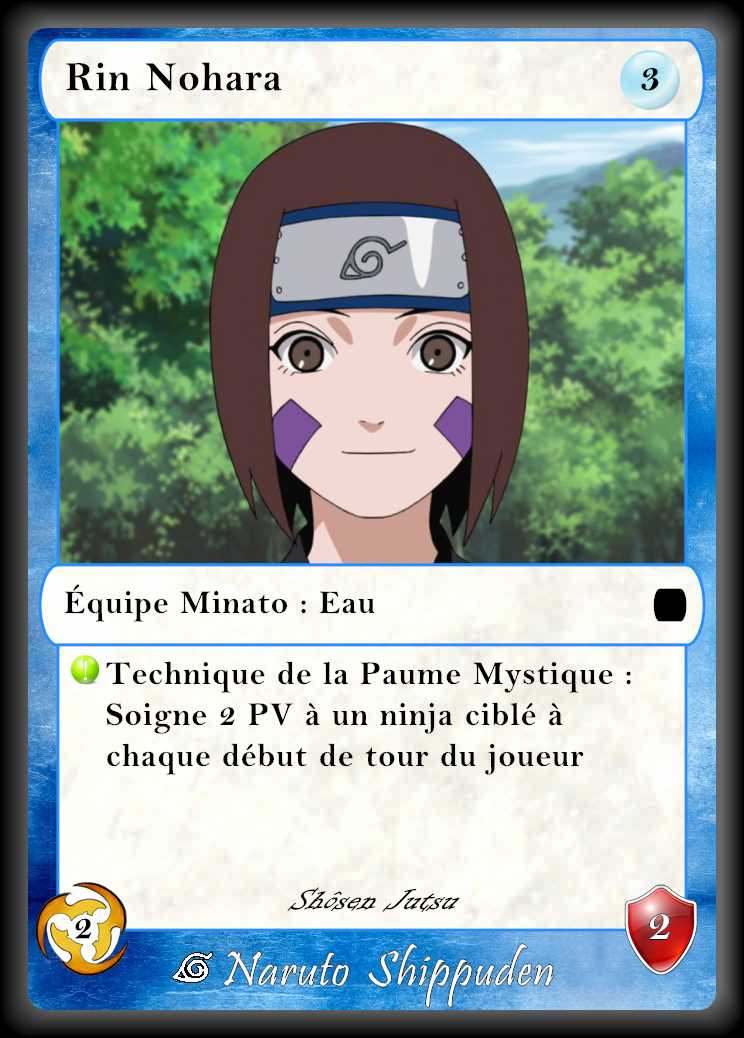 Rin Nohara
3
Équipe Minato : Eau
Technique de la Paume Mystique :
Soigne 2 PV à un ninja ciblé à
chaque début de tour du joueur
Shôsen Jutsu
2
2
Naruto Shippuden